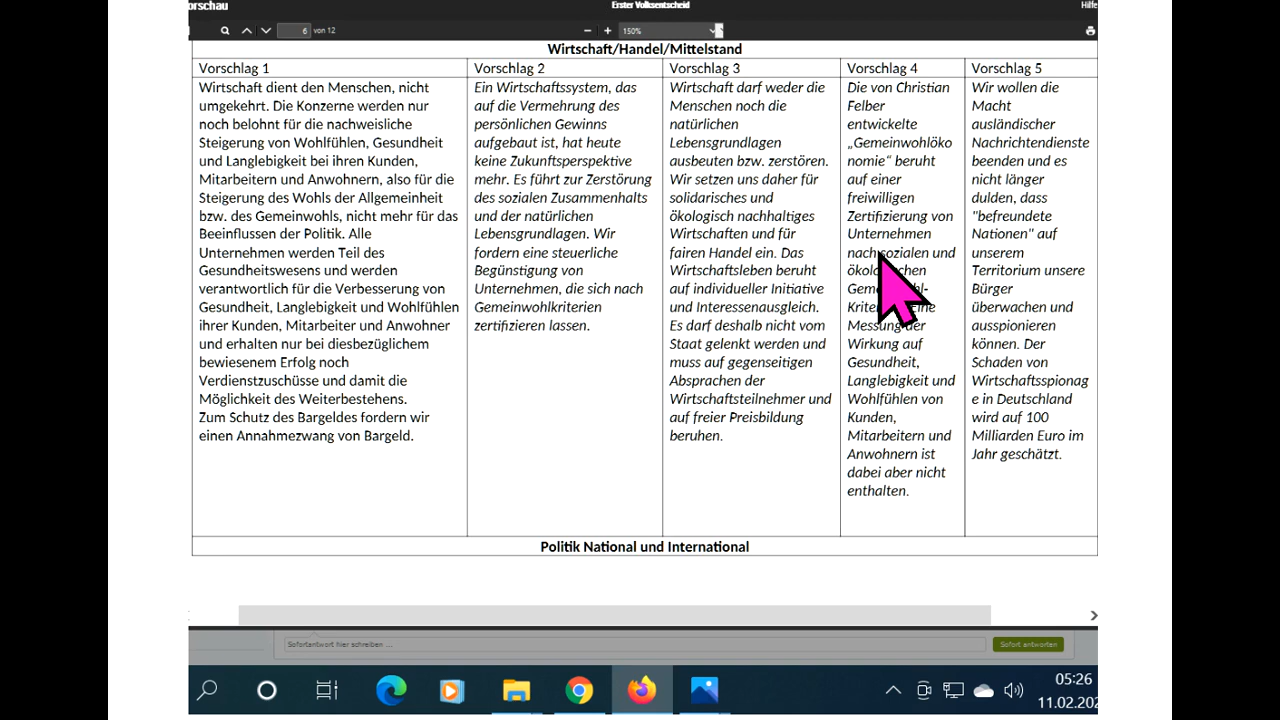 orschau
Erster Volksentscheid
Hilfe
6 von 12
150%
Wirtschaft/Handel/Mittelstand
Vorschlag 1
Wirtschaft dient den Menschen, nicht
umgekehrt. Die Konzerne werden nur
noch belohnt für die nachweisliche
Steigerung von Wohlfühlen, Gesundheit
und Langlebigkeit bei ihren Kunden,
Mitarbeitern und Anwohnern, also für die
Steigerung des Wohls der Allgemeinheit
bzw. des Gemeinwohls, nicht mehr für das
Beeinflussen der Politik. Alle
Unternehmen werden Teil des
Gesundheitswesens und werden
verantwortlich für die Verbesserung von
Gesundheit, Langlebigkeit und Wohlfühlen
ihrer Kunden, Mitarbeiter und Anwohner
und erhalten nur bei diesbezüglichem
bewiesenem Erfolg noch
Verdienstzuschüsse und damit die
Möglichkeit des Weiterbestehens.
Zum Schutz des Bargeldes fordern wir
einen Annahmezwang von Bargeld.
Vorschlag 2
Ein Wirtschaftssystem, das
auf die Vermehrung des
persönlichen Gewinns
aufgebaut ist, hat heute
keine Zukunftsperspektive
mehr. Es führt zur Zerstörung
des sozialen Zusammenhalts
und der natürlichen
Lebensgrundlagen. Wir
fordern eine steuerliche
Begünstigung von
Unternehmen, die sich nach
Gemeinwohlkriterien
zertifizieren lassen.
Vorschlag 3
Wirtschaft darf weder die
Menschen noch die
natürlichen
Lebensgrundlagen
ausbeuten bzw. zerstören.
Wir setzen uns daher für
solidarisches und
ökologisch nachhaltiges
Wirtschaften und für
fairen Handel ein. Das
Wirtschaftsleben beruht
auf individueller Initiative
und Interessenausgleich.
Es darf deshalb nicht vom
Staat gelenkt werden und
muss auf gegenseitigen
Absprachen der
Wirtschaftsteilnehmer und
auf freier Preisbildung
beruhen.
Vorschlag 4
Die von Christian
Felber
entwickelte
„Gemeinwohlöko
nomie“ beruht
auf einer
freiwilligen
Zertifizierung von
Unternehmen
nach sozialen und
Messung der
Wirkung auf
Gesundheit,
Langlebigkeit und
Wohlfühlen von
Kunden,
Mitarbeitern und
Anwohnern ist
dabei aber nicht
enthalten.
Vorschlag 5
Wir wollen die
Macht
ausländischer
Nachrichtendienste
beenden und es
nicht länger
dulden, dass
"befreundete
Nationen" auf
unserem
Territorium unsere
Bürger
überwachen und
ausspionieren
können. Der
Schaden von
Wirtschaftsspionag
e in Deutschland
wird auf 100
Milliarden Euro im
Jahr geschätzt.
Politik National und International
Sofortantwort hier schreiben ...
Sofort antworten
05:26
11.02.202